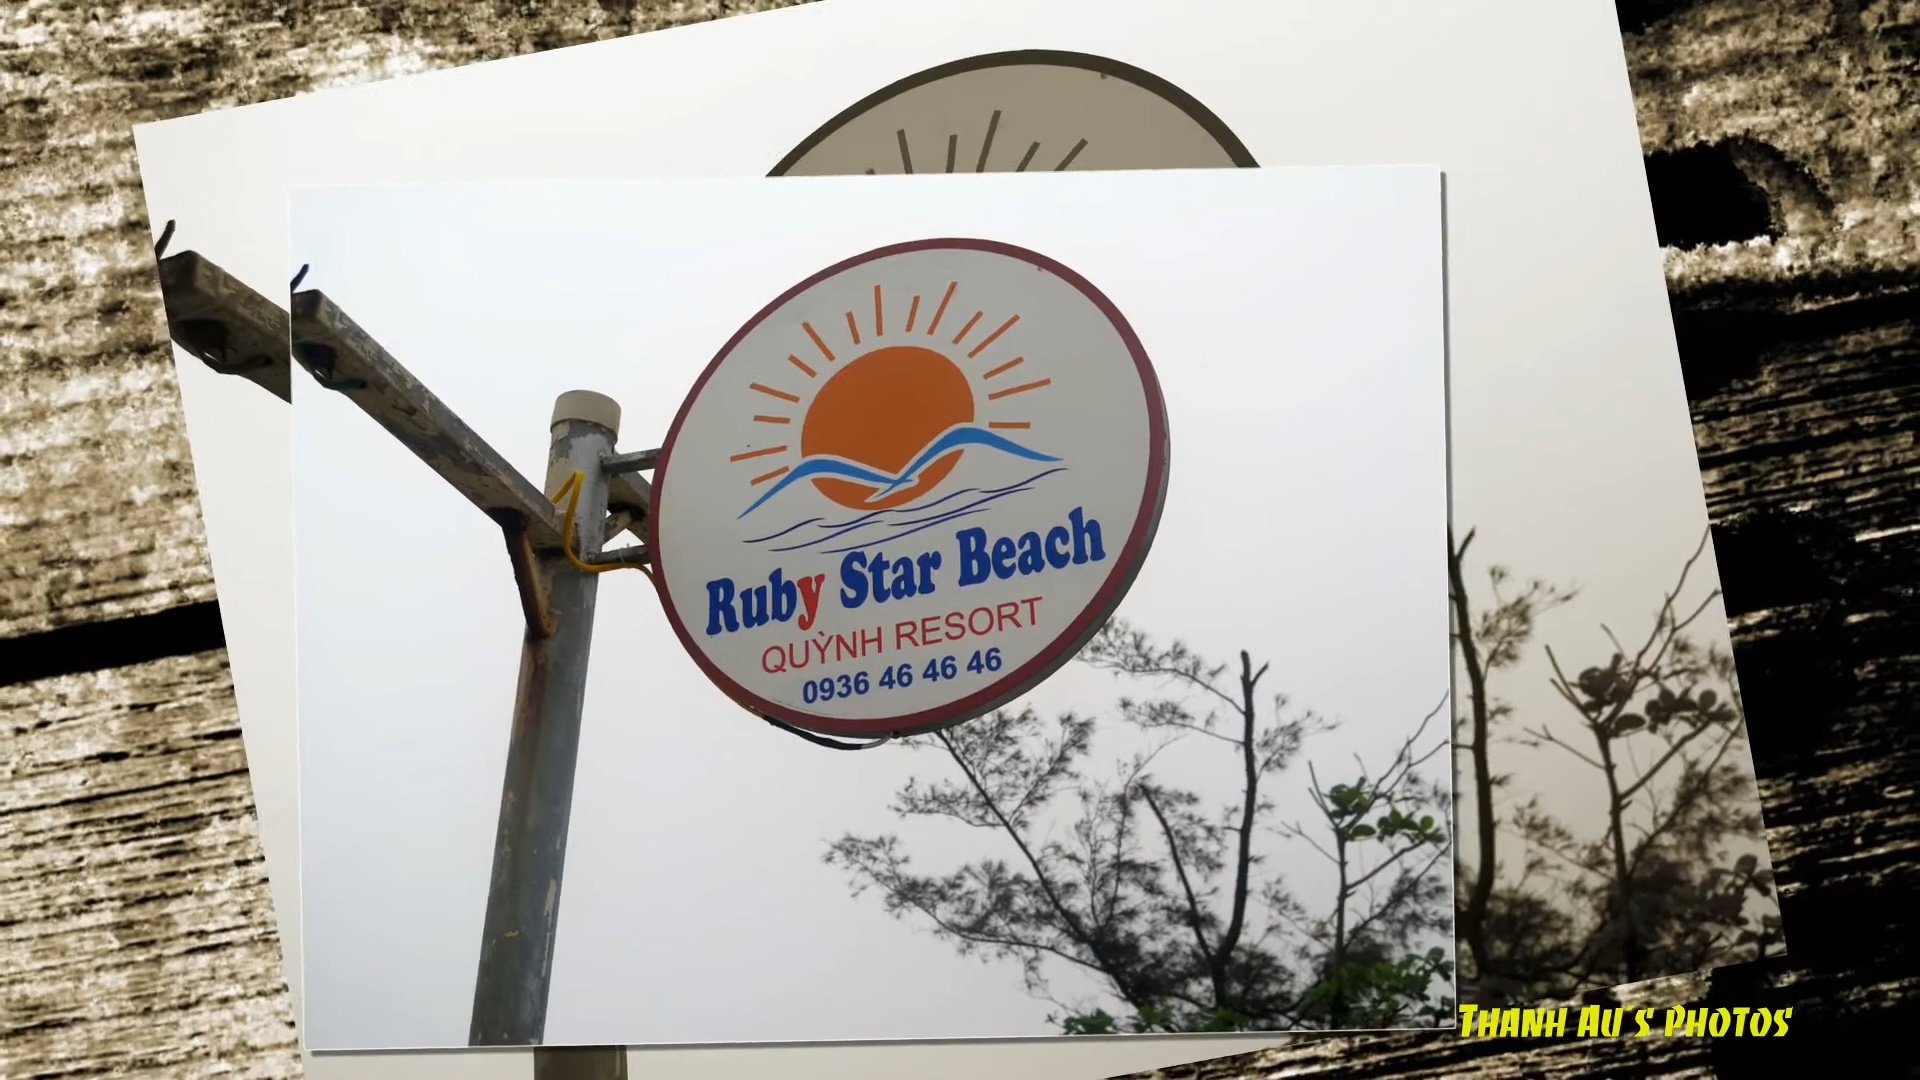 Ruby Star Beach
QUỲNH RESORT
0936 46 46 46
THANH AU'S PHOTOS